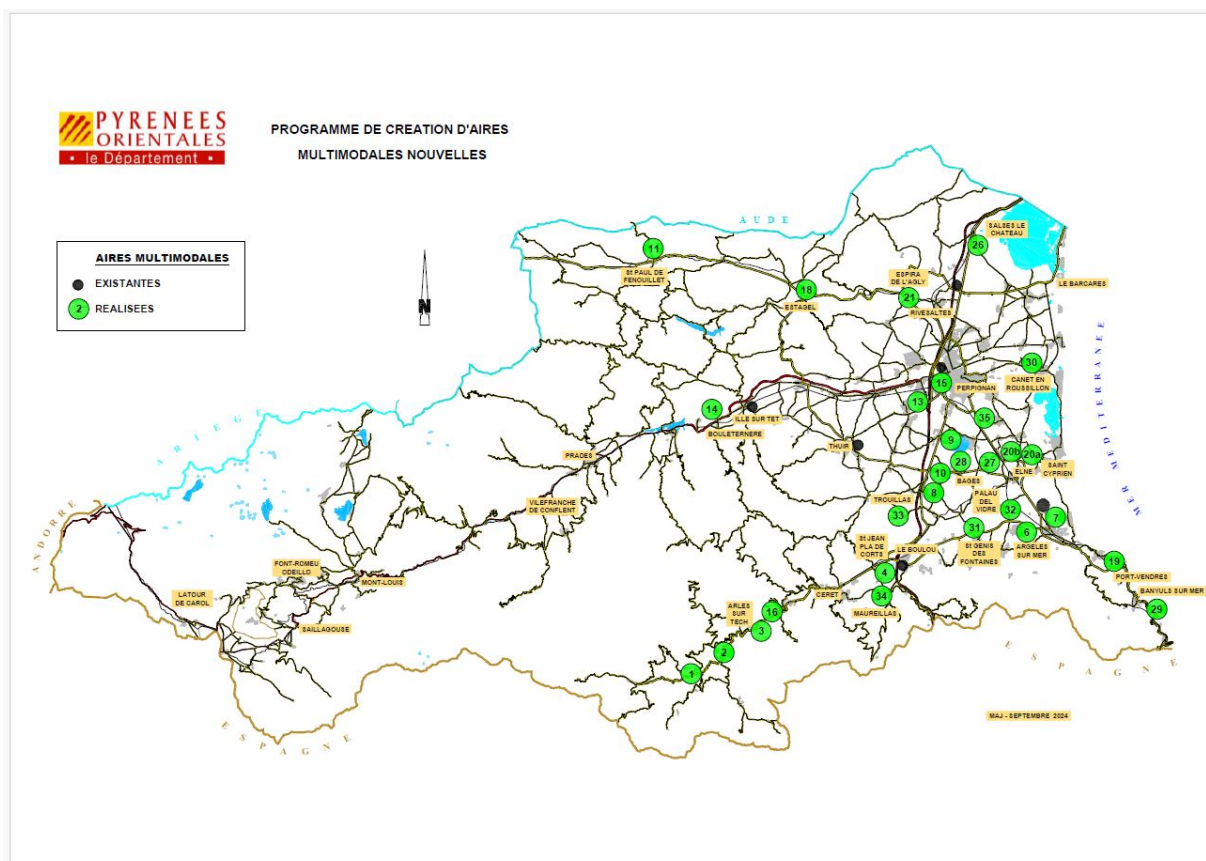 PYRENEES
ORIENTALES
• le Département •
PROGRAMME DE CREATION D'AIRES
MULTIMODALES NOUVELLES
AIRES MULTIMODALES
EXISTANTES
2 REALISEES
N
AUDE
ARIEGE
ANDORRE
ESPAGNE
ESPAGNE
MER MEDITERRANEE
SALSES LE
CHATEAU
26
11
St PAUL DE
FENOUILLET
ESPIRA
DE L'AGLY
LE BARCARES
18
21
ESTAGEL
RIVESALTES
30
CANET EN
ROUSSILLON
15
PERPIGNAN
13
14
ILLE SUR TET
BOULETERNERE
35
THUIR
9
PRADES
20b
20a
28
27
ELNE
SAINT
CYPRIEN
10
BAGES
VILEFRANCHE
DE CONFLENT
TROUILLAS
8
PALAU
DEL
VIDRE
33
32
7
31
6
St GENIS
DES
FONTAINES
ARGELES
SUR MER
St JEAN
PLA DE
CORTS
LE BOULOU
4
19
PORT-VENDRES
FONT-ROMEU
ODEILLO
MONT-LOUIS
CERET
34
MAUREILLAS
BANYULS SUR MER
29
LATOUR
DE CAROL
SAILLAGOUSE
ARLES
SUR
TECH
16
3
2
1
MAJ - SEPTEMBRE 2024